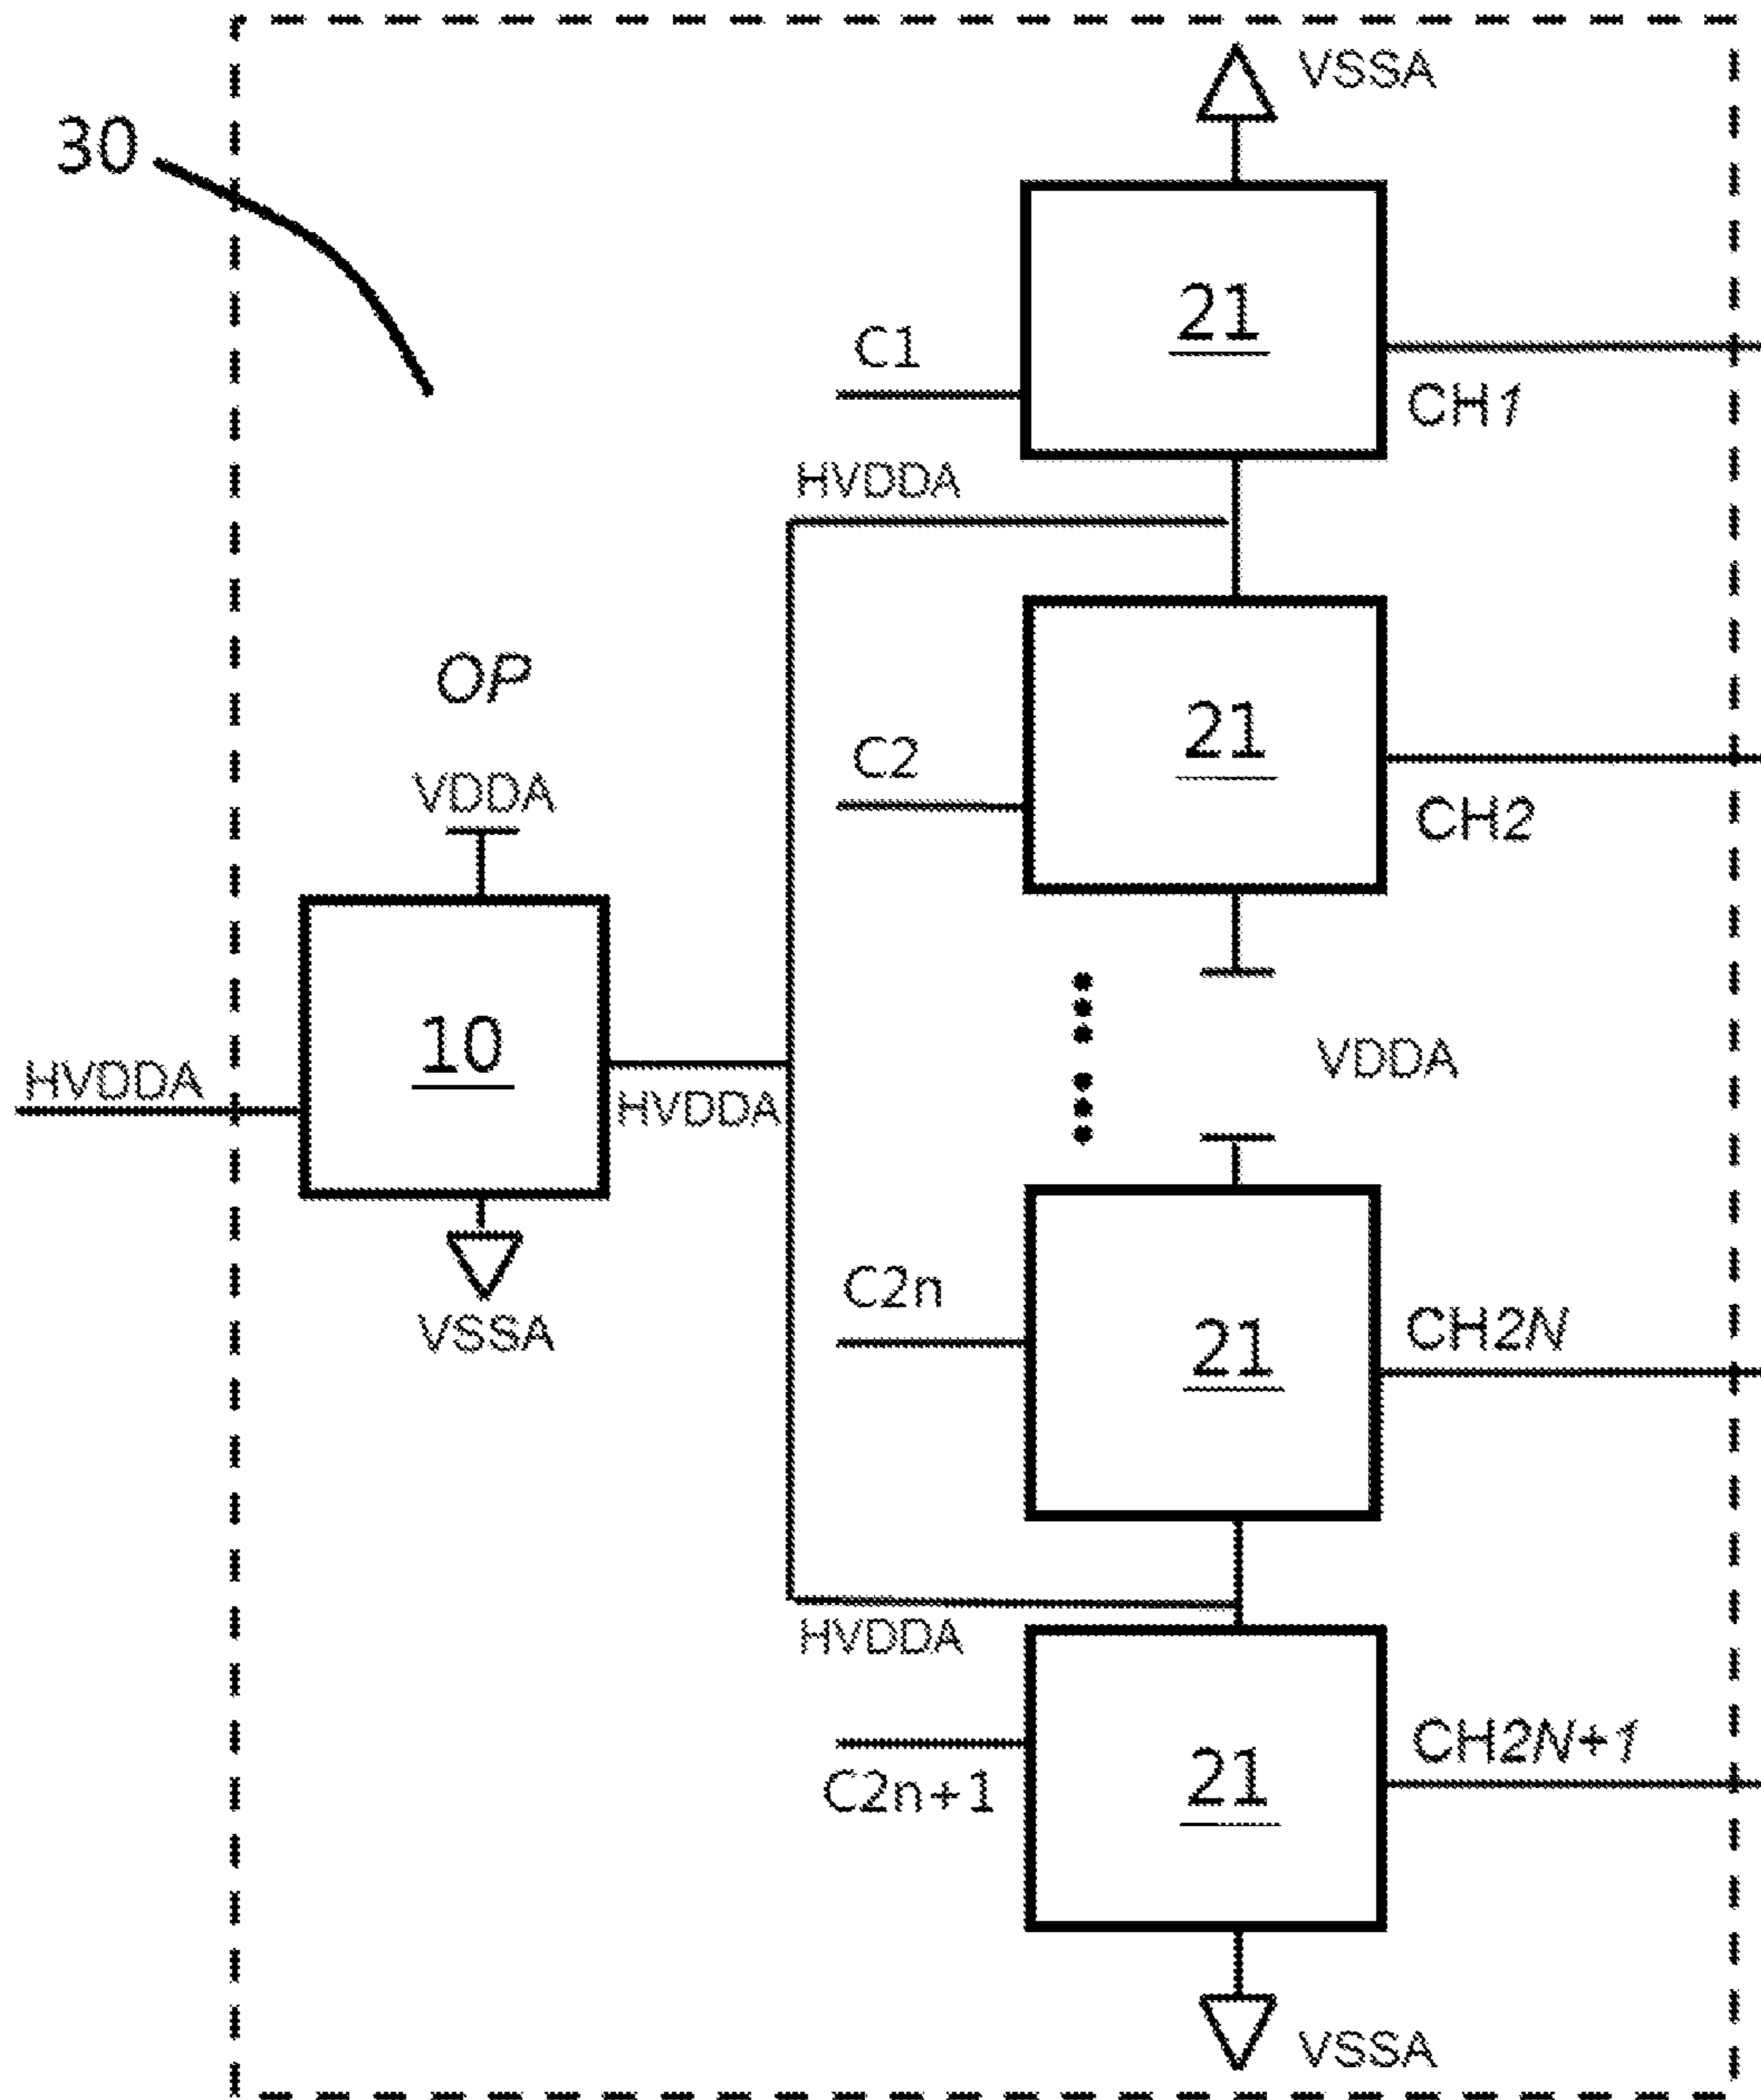 VSSA
30
21
C1
CH1
HVDDA
OP
21
C2
VDDA
CH2
10
HVDDA
VDDA
HVDDA
C2n
CH2N
VSSA
21
HVDDA
CH2N+1
21
C2n+1
VSSA